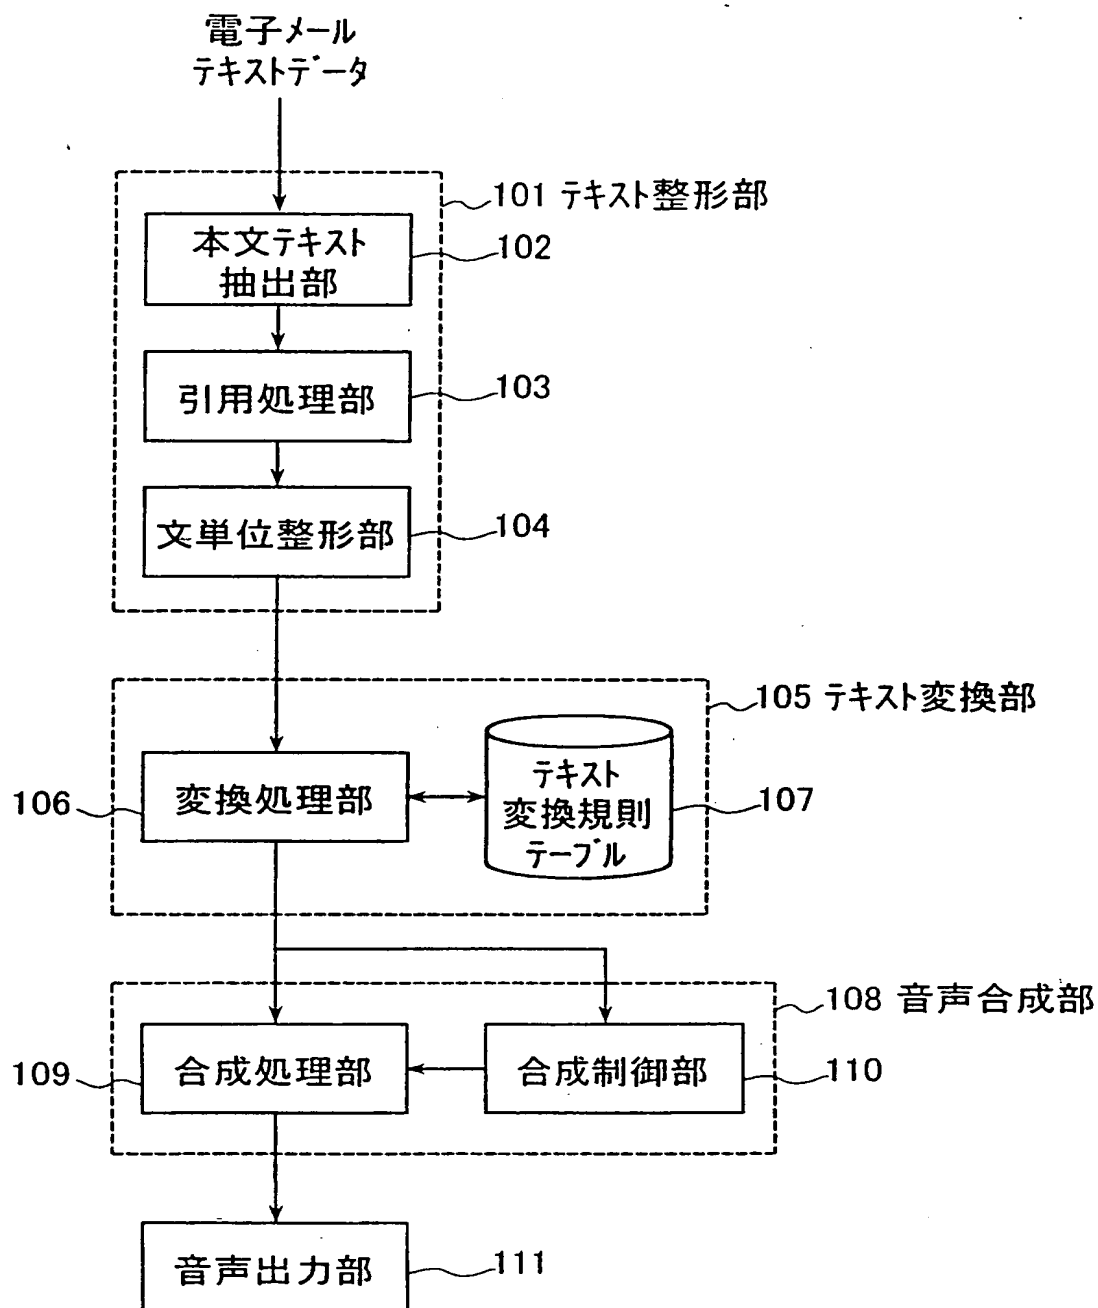 電子メール
テキストデータ
101 テキスト整形部
本文テキスト
抽出部
102
引用処理部
103
文単位整形部
104
105 テキスト変換部
106
変換処理部
テキスト
変換規則
テーブル
107
108 音声合成部
109
合成処理部
合成制御部
110
音声出力部
111